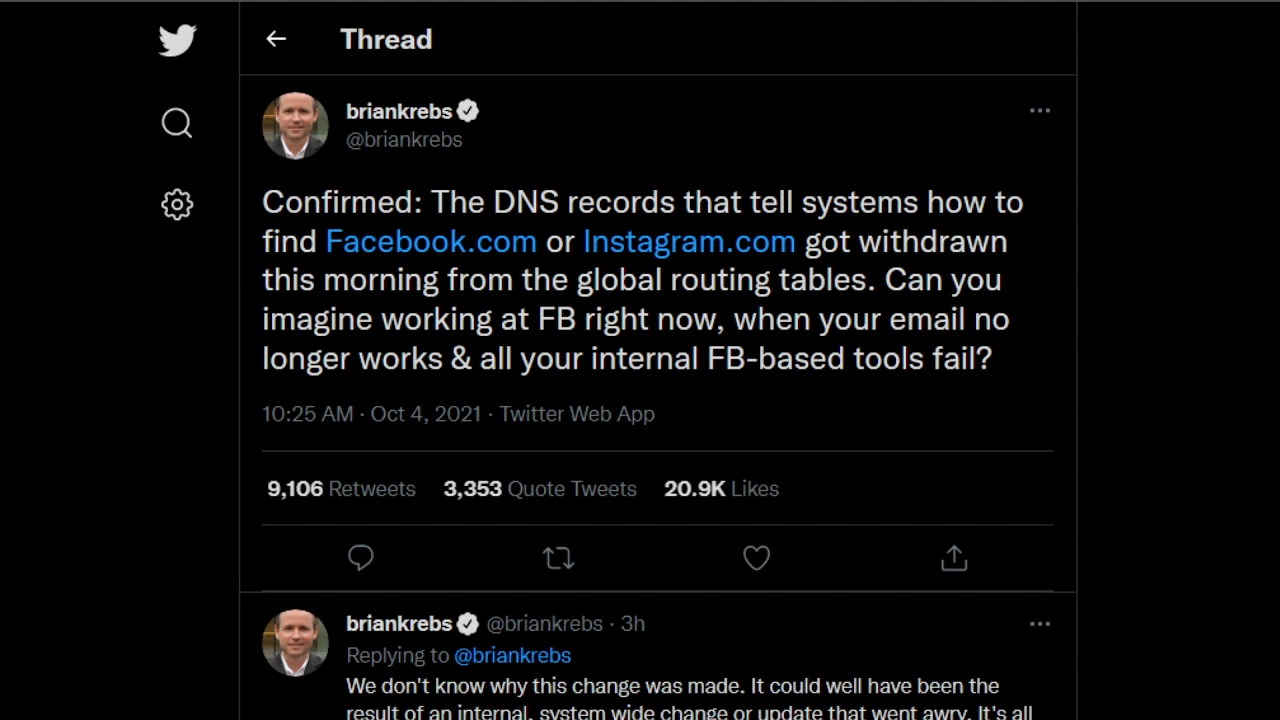 Thread
briankrebs
@briankrebs
Confirmed: The DNS records that tell systems how to
find Facebook.com or Instagram.com got withdrawn
this morning from the global routing tables. Can you
imagine working at FB right now, when your email no
longer works & all your internal FB-based tools fail?
10:25 AM · Oct 4, 2021 · Twitter Web App
9,106 Retweets 3,353 Quote Tweets 20.9K Likes
briankrebs @briankrebs · 3h
Replying to @briankrebs
We don't know why this change was made. It could well have been the
result of an internal, system wide change or update that went awry. It's all